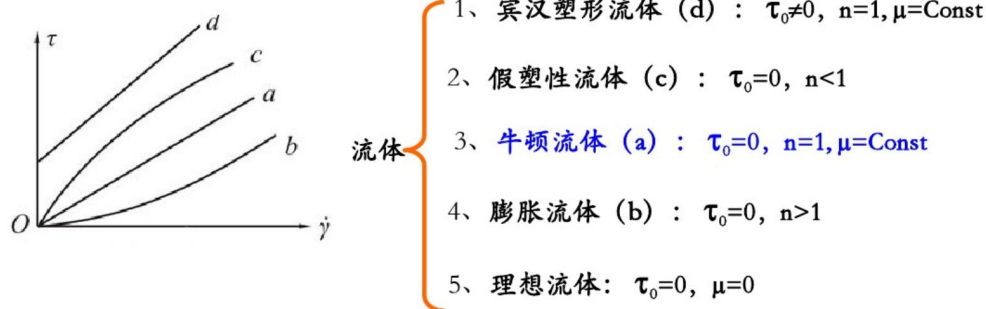 τ
d
c
a
b
O
γ̇
流体
1、宾汉塑形流体（d）：τ₀≠0，n=1,μ=Const
2、假塑性流体（c）：τ₀=0，n<1
3、牛顿流体（a）：τ₀=0，n=1,μ=Const
4、膨胀流体（b）：τ₀=0，n>1
5、理想流体：τ₀=0，μ=0